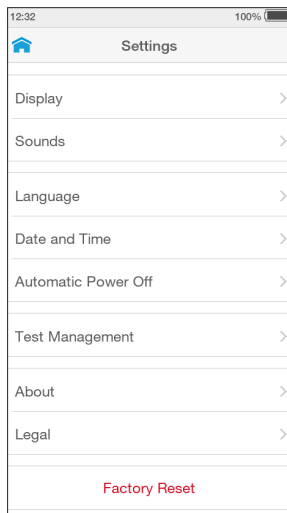 12:32 100%
Settings
Display
Sounds
Language
Date and Time
Automatic Power Off
Test Management
About
Legal
Factory Reset